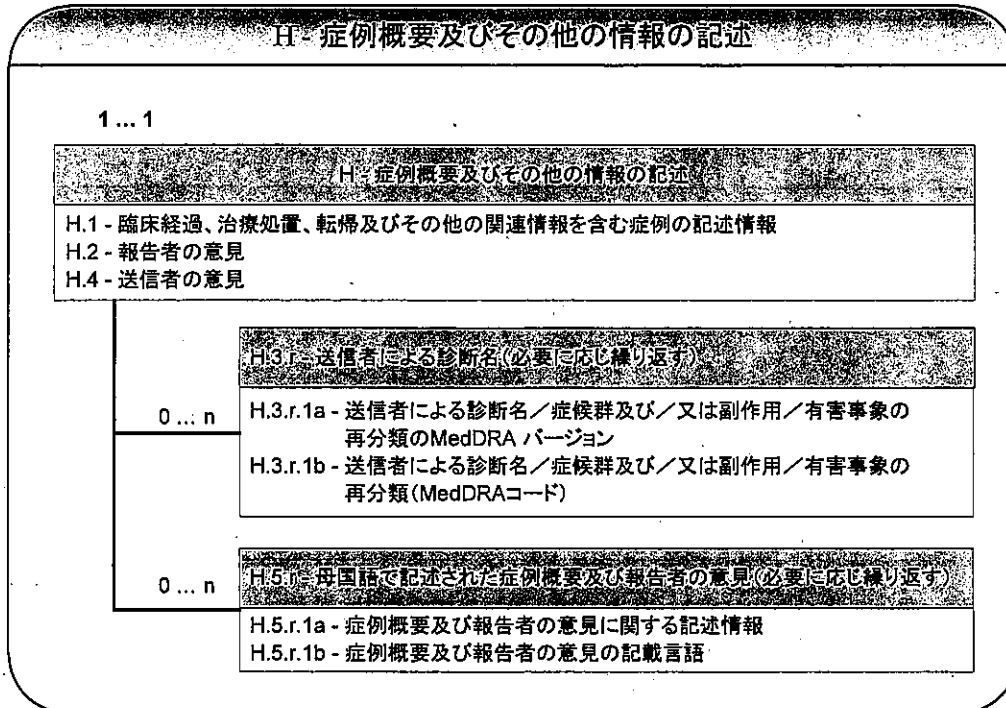 H - 症例概要及びその他の情報の記述
1 ... 1
H - 症例概要及びその他の情報の記述
H.1 - 臨床経過、治療処置、転帰及びその他の関連情報を含む症例の記述情報
H.2 - 報告者の意見
H.4 - 送信者の意見
H.3.r - 送信者による診断名(必要に応じ繰り返す)
0 ... n
H.3.r.1a - 送信者による診断名／症候群及び／又は副作用／有害事象の
再分類のMedDRA バージョン
H.3.r.1b - 送信者による診断名／症候群及び／又は副作用／有害事象の
再分類(MedDRAコード)
H.5.r - 母国語で記述された症例概要及び報告者の意見(必要に応じ繰り返す)
0 ... n
H.5.r.1a - 症例概要及び報告者の意見に関する記述情報
H.5.r.1b - 症例概要及び報告者の意見の記載言語